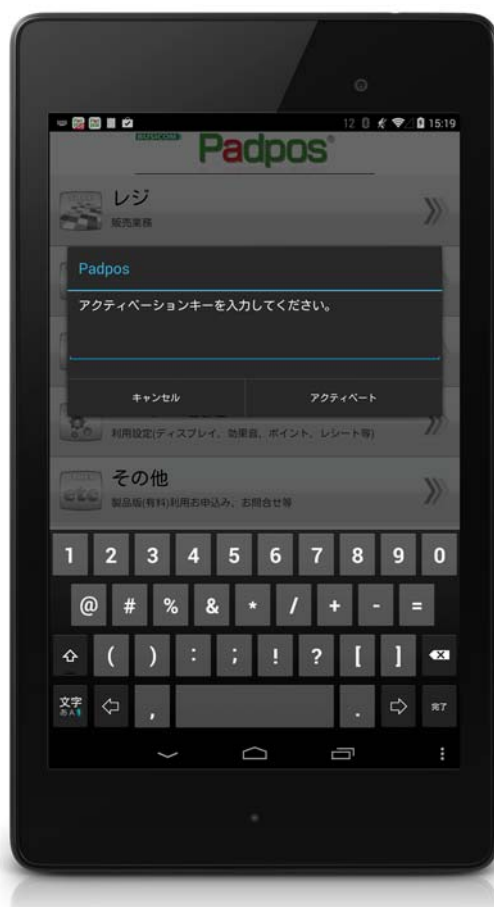 12 15:19
BUSICOM
Padpos®
レジ
販売業務
Padpos
アクティベーションキーを入力してください。
キャンセル アクティベート
利用設定(ディスプレイ、効果音、ポイント、レシート等)
etc
その他
製品版(有料)利用お申込み、お問合せ等
1 2 3 4 5 6 7 8 9 0
@ # % & * / + - =
( ) : ; ! ? [ ]
文字
あA1 , . 完了